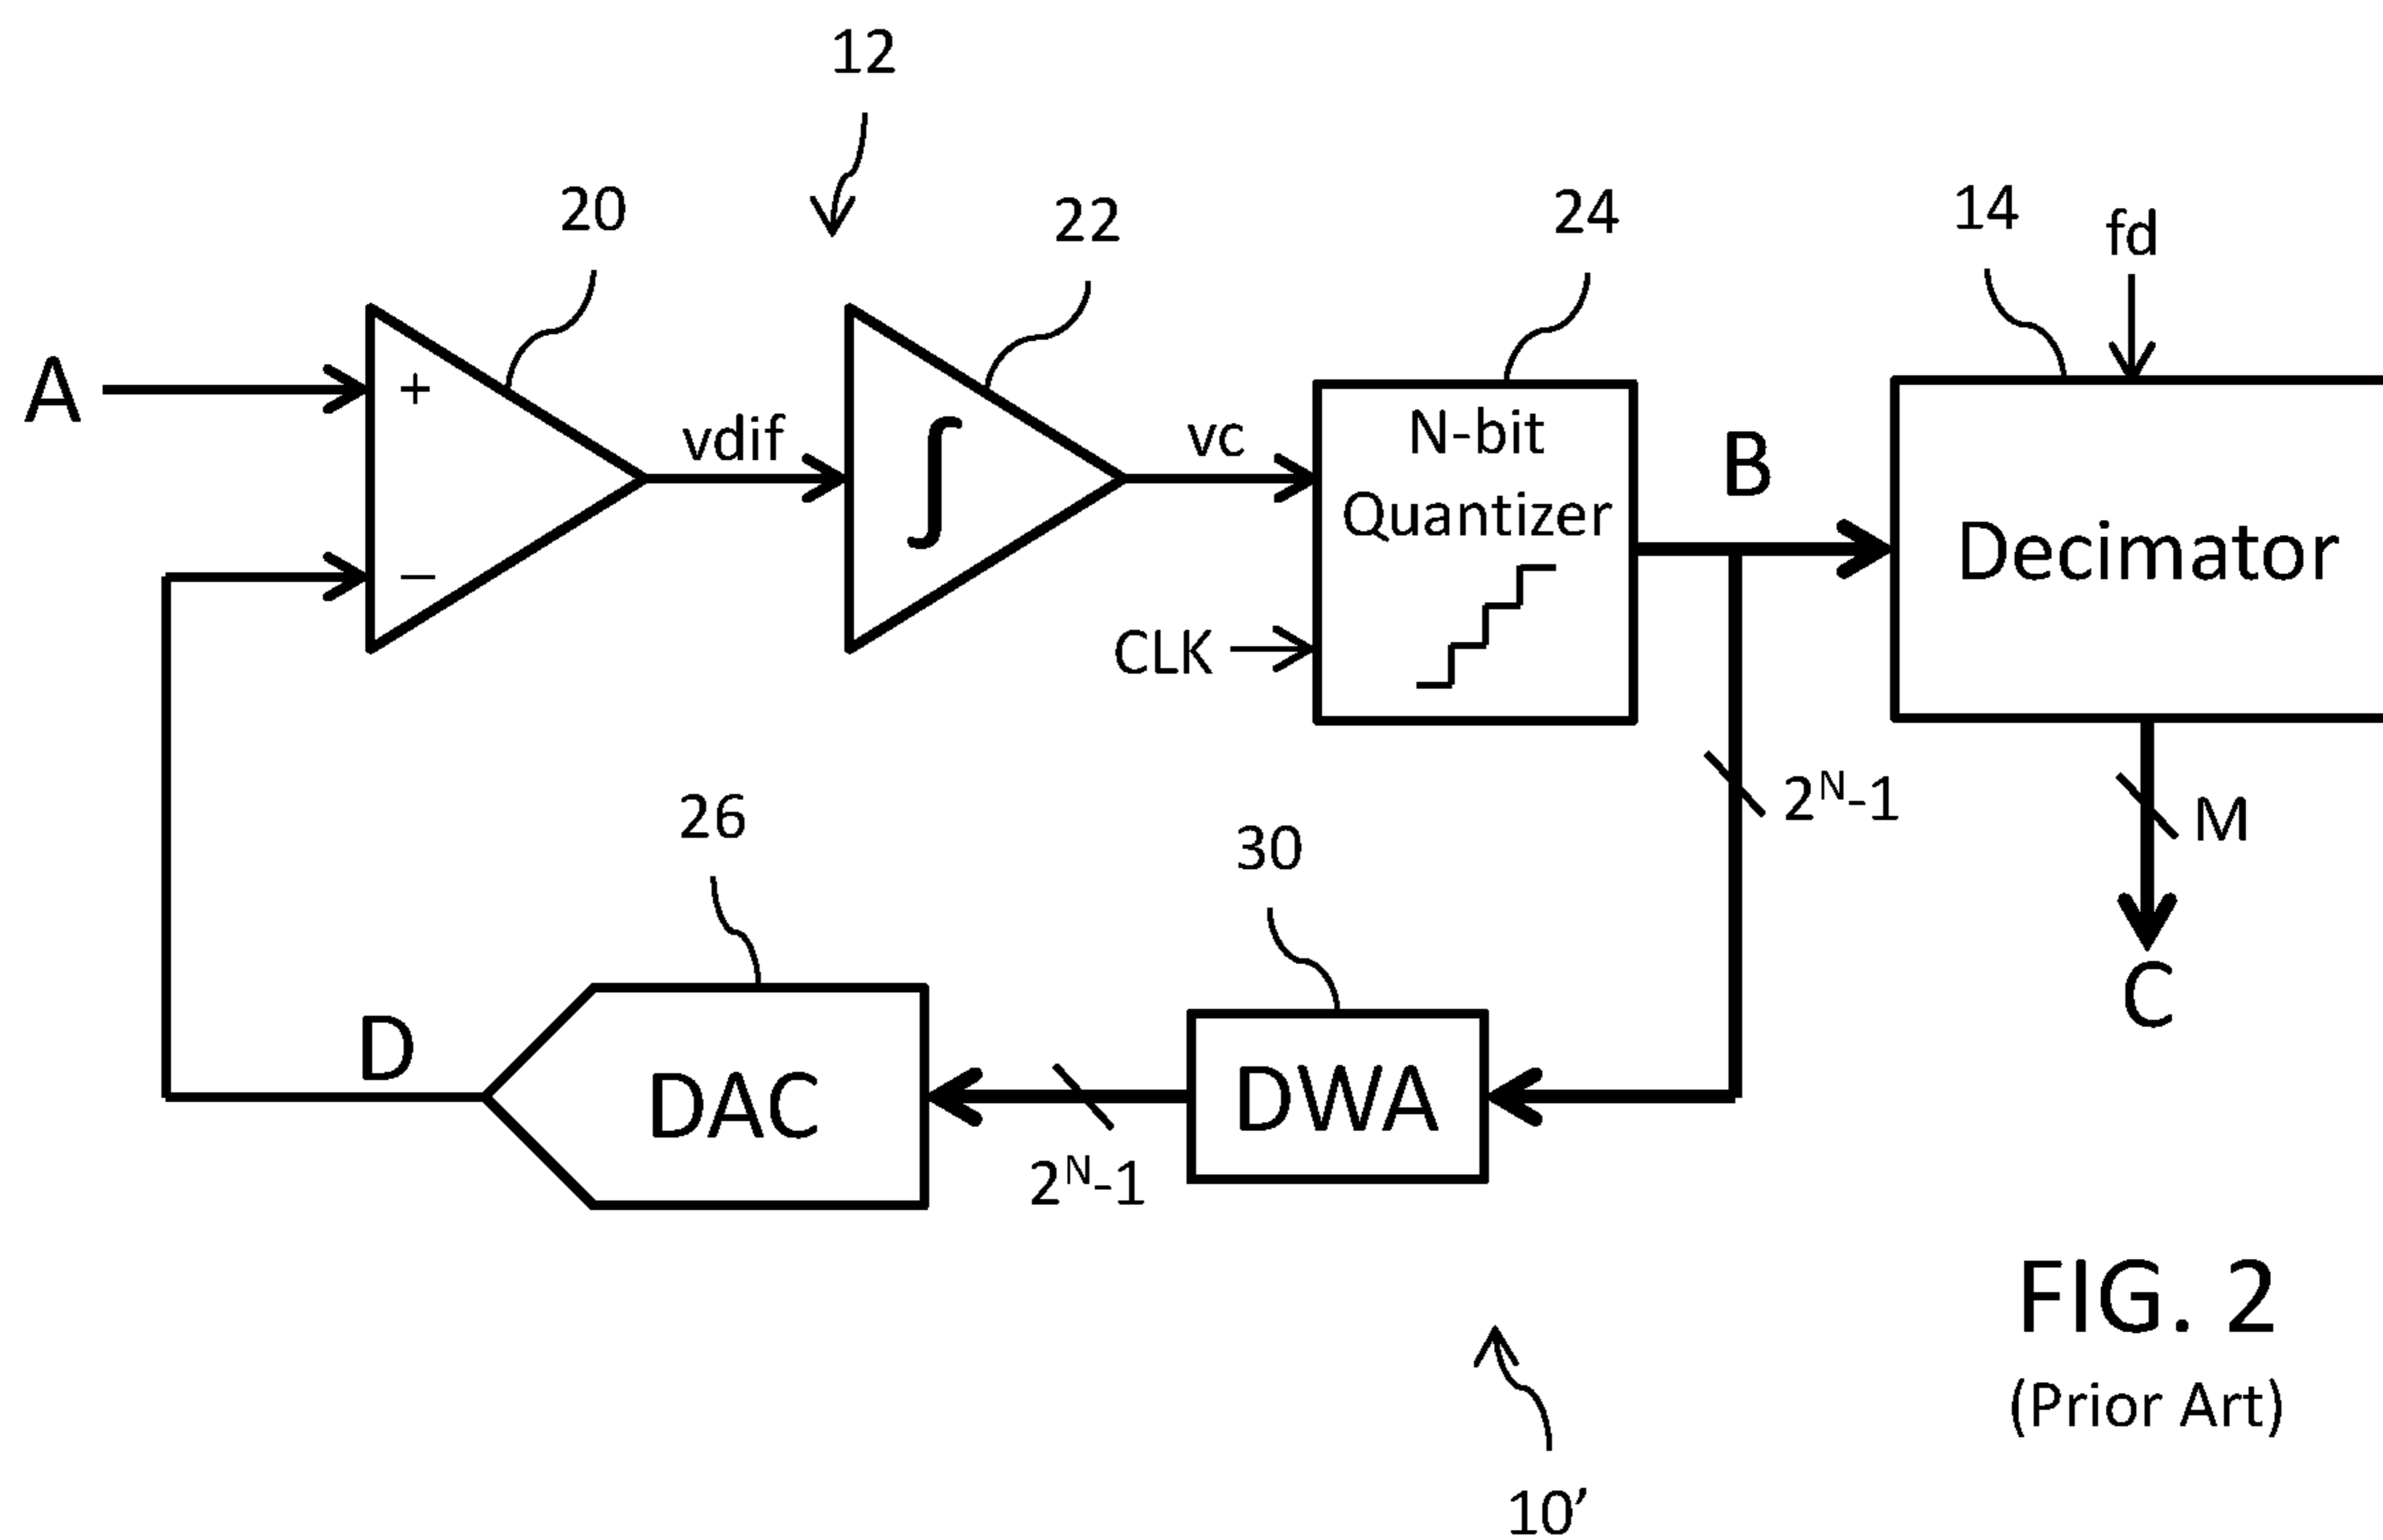 12
20
22
24
14
fd
A
+
vdif
∫
vc
N-bit
Quantizer
B
Decimator
–
CLK
2ᴺ-1
M
26
30
C
D
DAC
DWA
2ᴺ-1
FIG. 2
(Prior Art)
10’